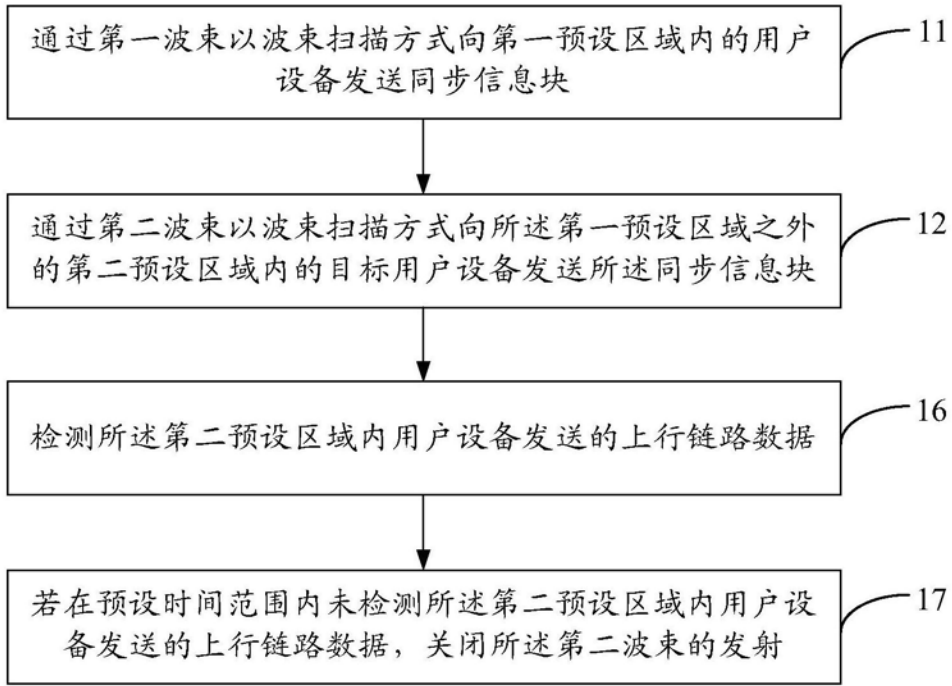 通过第一波束以波束扫描方式向第一预设区域内的用户
设备发送同步信息块
11
通过第二波束以波束扫描方式向所述第一预设区域之外
的第二预设区域内的目标用户设备发送所述同步信息块
12
检测所述第二预设区域内用户设备发送的上行链路数据
16
若在预设时间范围内未检测所述第二预设区域内用户设
备发送的上行链路数据，关闭所述第二波束的发射
17